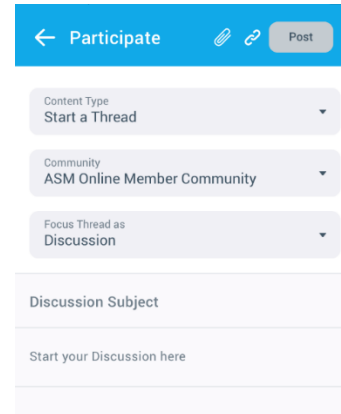 Participate
Post
Content Type
Start a Thread
Community
ASM Online Member Community
Focus Thread as
Discussion
Discussion Subject
Start your Discussion here